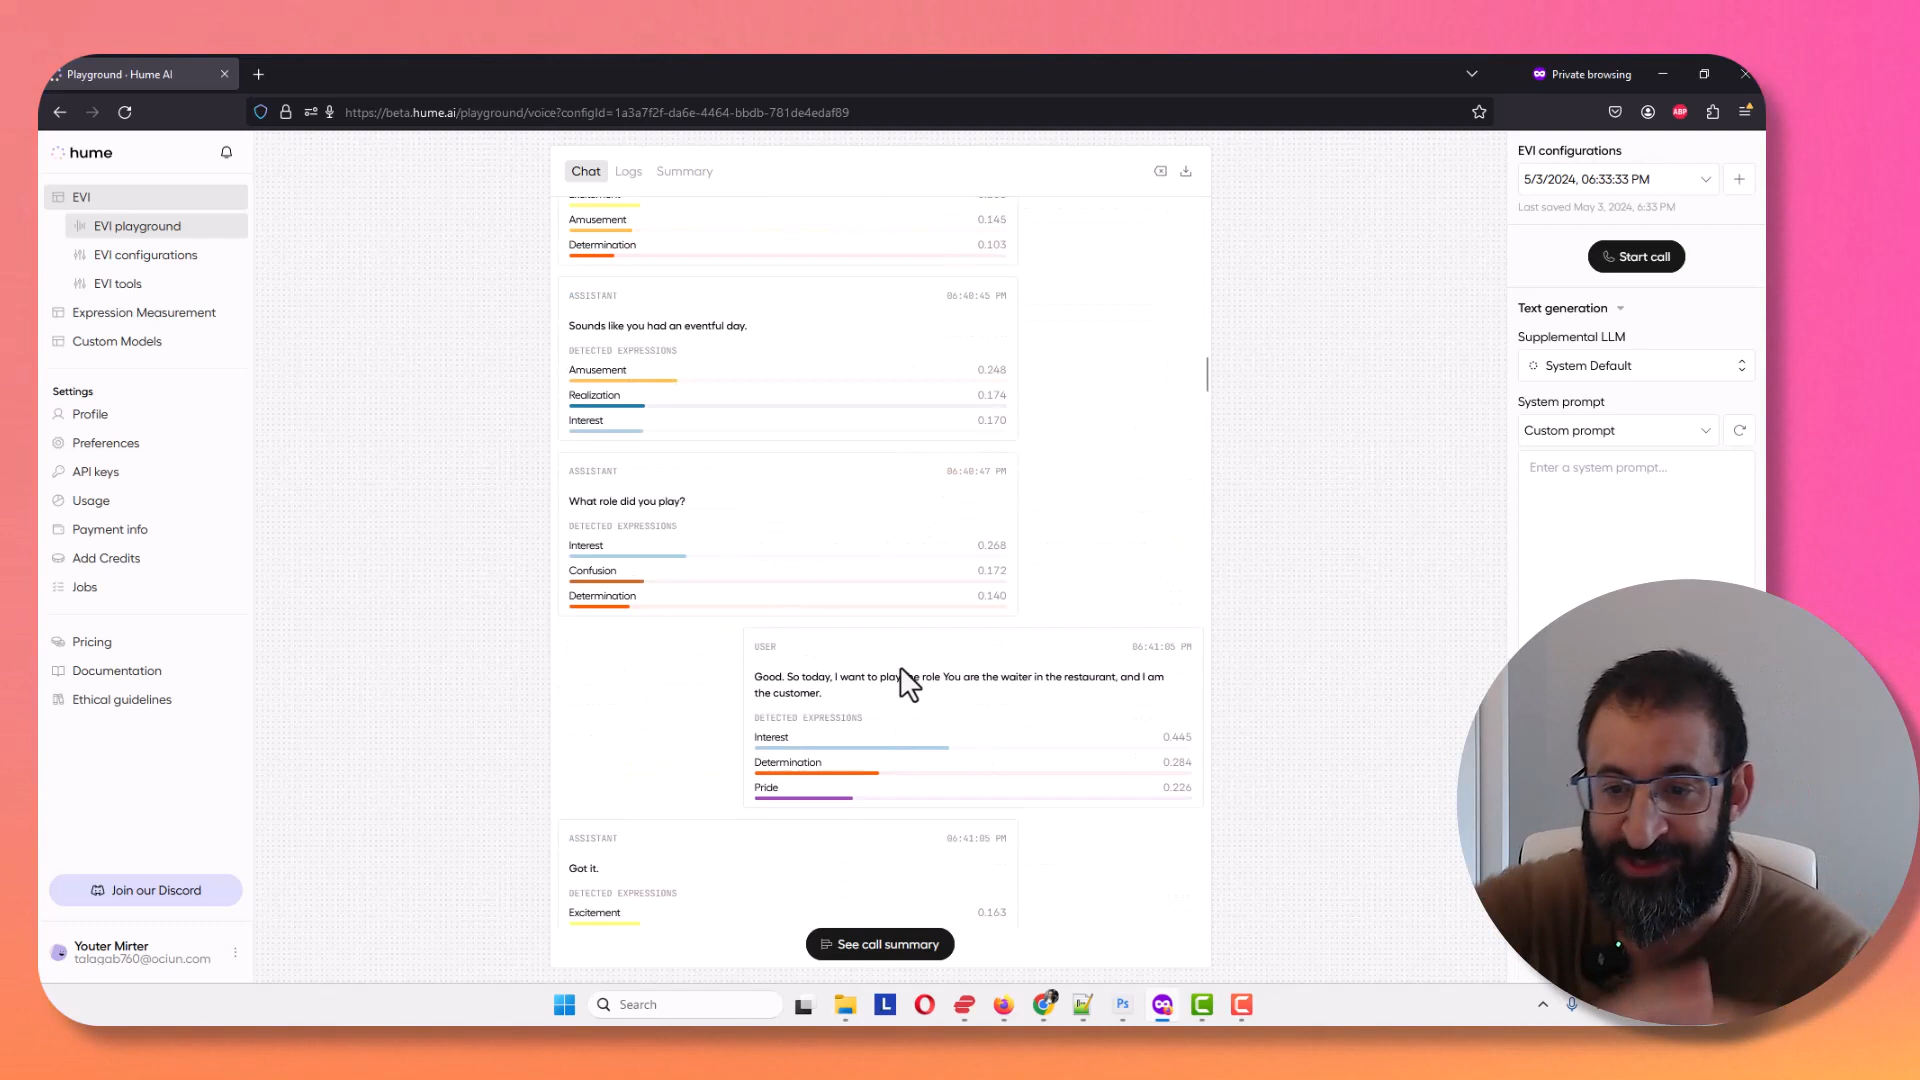 Playground - Hume AI
Private browsing
https://beta.hume.ai/playground/voice?configId=1a3a7f2f-da6e-4464-bbdb-781de4edaf89
ABP
hume
EVI
EVI playground
EVI configurations
EVI tools
Expression Measurement
Custom Models
Settings
Profile
Preferences
API keys
Usage
Payment info
Add Credits
Jobs
Pricing
Documentation
Ethical guidelines
Join our Discord
Youter Mirter
talagab760@ociun.com
Chat Logs Summary
Amusement 0.145
Determination 0.103
ASSISTANT 06:40:45 PM
Sounds like you had an eventful day.
DETECTED EXPRESSIONS
Amusement 0.248
Realization 0.174
Interest 0.170
ASSISTANT 06:40:47 PM
What role did you play?
DETECTED EXPRESSIONS
Interest 0.268
Confusion 0.172
Determination 0.140
USER 06:41:05 PM
Good. So today, I want to play role You are the waiter in the restaurant, and I am
the customer.
DETECTED EXPRESSIONS
Interest 0.445
Determination 0.284
Pride 0.226
ASSISTANT 06:41:05 PM
Got it.
DETECTED EXPRESSIONS
Excitement 0.163
See call summary
EVI configurations
5/3/2024, 06:33:33 PM
Last saved May 3, 2024, 6:33 PM
Start call
Text generation
Supplemental LLM
System Default
System prompt
Custom prompt
Enter a system prompt...
Search
L
Ps